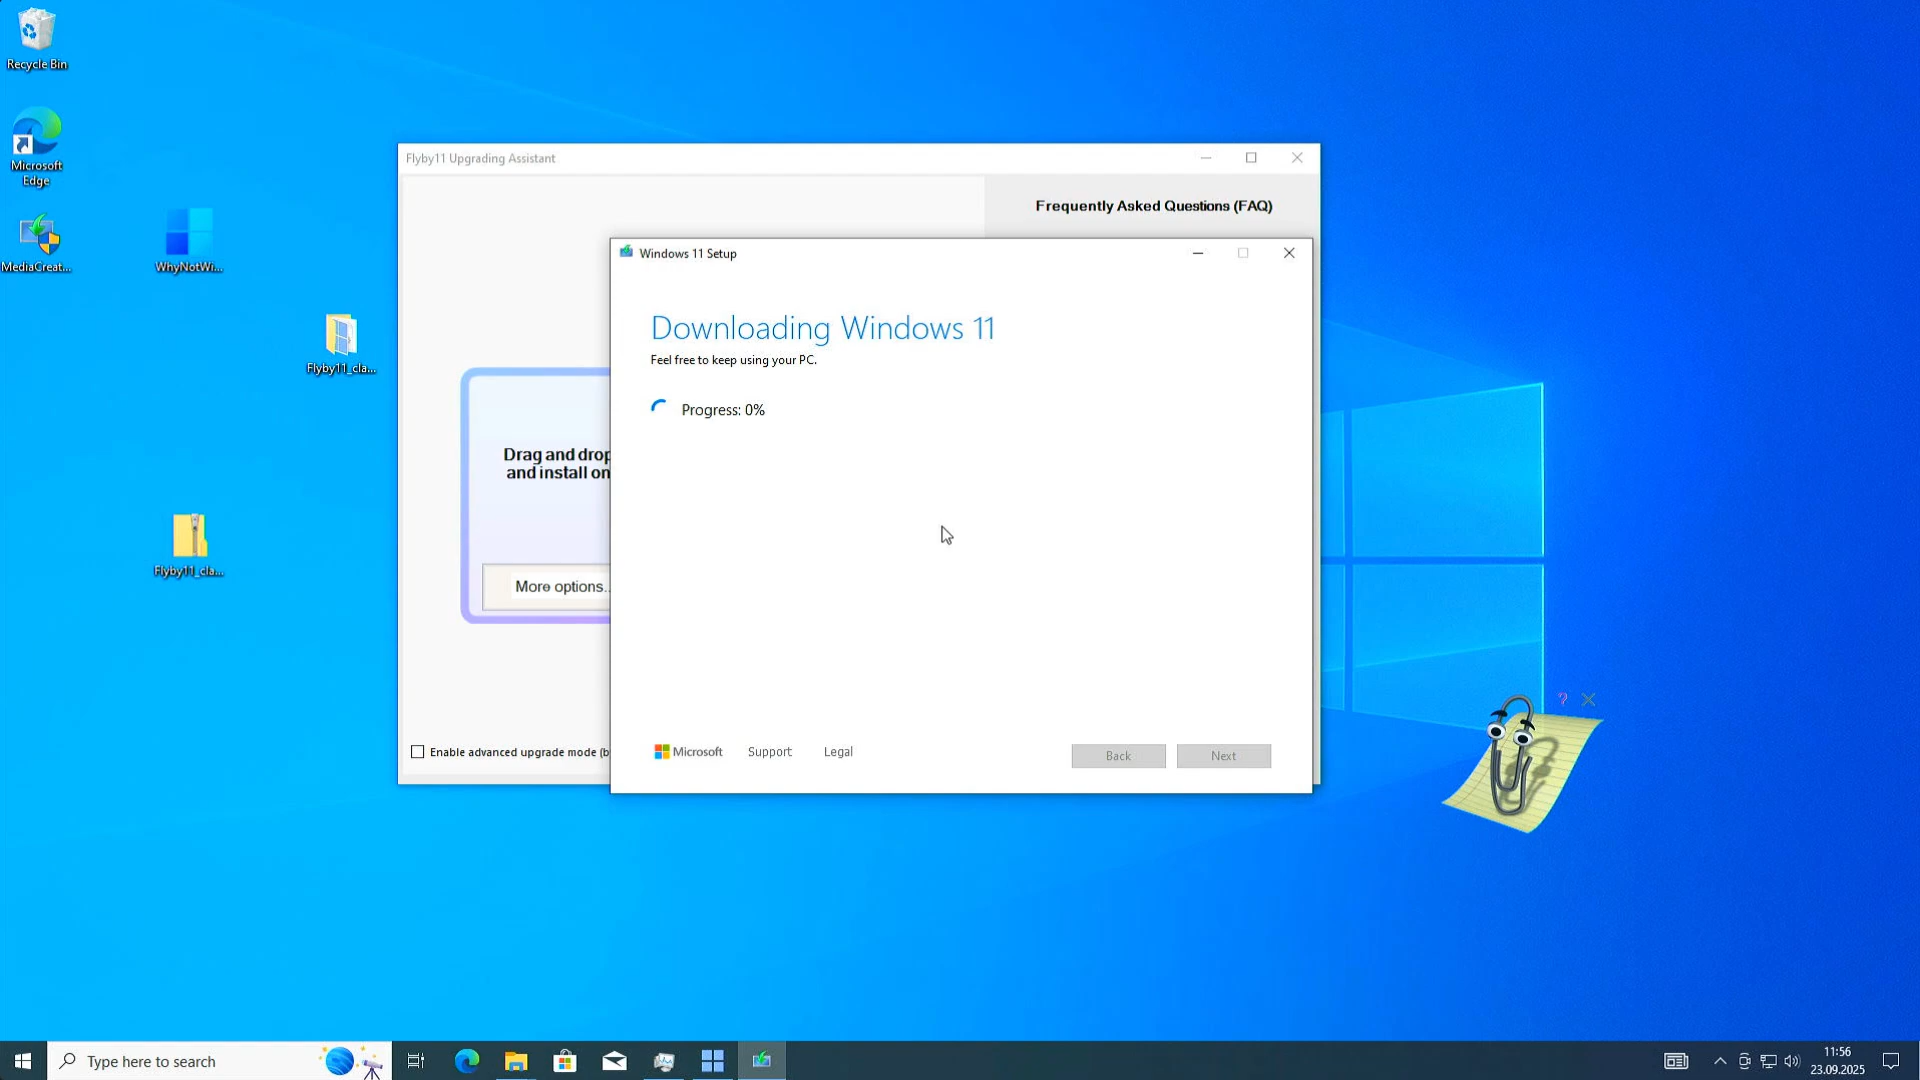 Recycle Bin
Microsoft
Edge
MediaCreat...
WhyNotWi...
Flyby11_cla...
Flyby11_cla...
Flyby11 Upgrading Assistant
Frequently Asked Questions (FAQ)
Drag and drop
and install on
More options..
Enable advanced upgrade mode (b
Windows 11 Setup
Downloading Windows 11
Feel free to keep using your PC.
Progress: 0%
Microsoft
Support
Legal
Back
Next
?
Type here to search
11:56
23.09.2025